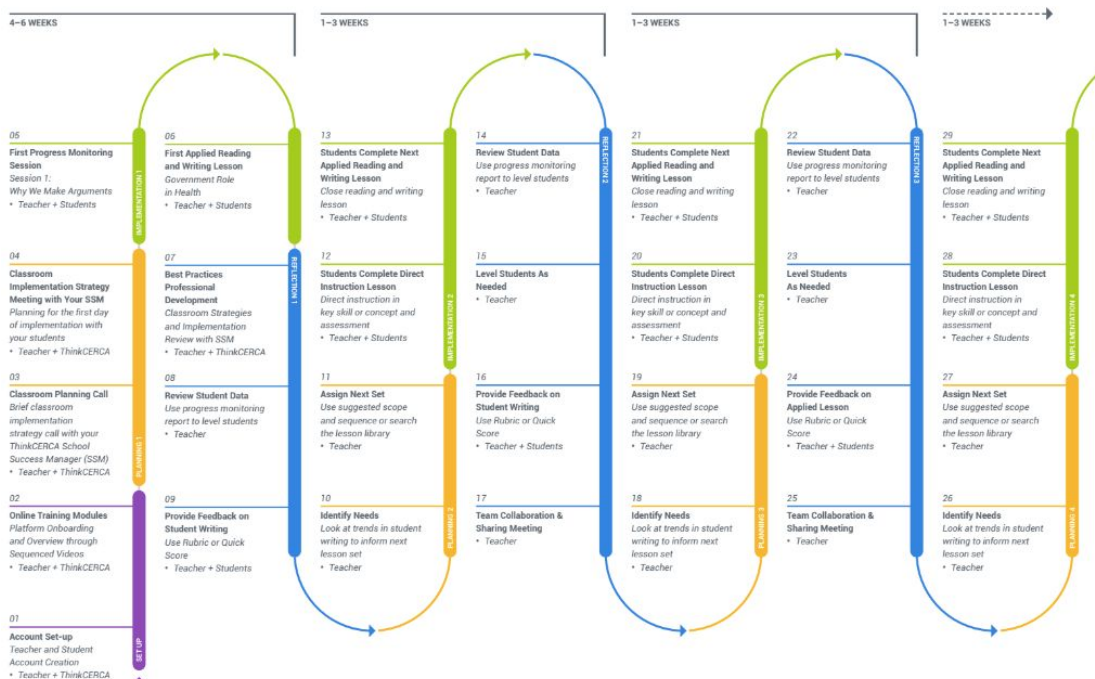 4–6 WEEKS
1–3 WEEKS
1–3 WEEKS
1–3 WEEKS
05
First Progress Monitoring
Session
Session 1:
Why We Make Arguments
• Teacher + Students
04
Classroom
Implementation Strategy
Meeting with Your SSM
Planning for the first day
of implementation with
your students
• Teacher + ThinkCERCA
03
Classroom Planning Call
Brief classroom
implementation
strategy call with your
ThinkCERCA School
Success Manager (SSM)
• Teacher + ThinkCERCA
02
Online Training Modules
Platform Onboarding
and Overview through
Sequenced Videos
• Teacher + ThinkCERCA
01
Account Set-up
Teacher and Student
Account Creation
• Teacher + ThinkCERCA
IMPLEMENTATION 1
PLANNING 1
SET UP
06
First Applied Reading
and Writing Lesson
Government Role
in Health
• Teacher + Students
07
Best Practices
Professional
Development
Classroom Strategies
and Implementation
Review with SSM
• Teacher + ThinkCERCA
08
Review Student Data
Use progress monitoring
report to level students
• Teacher
09
Provide Feedback on
Student Writing
Use Rubric or Quick
Score
• Teacher + Students
REFLECTION 1
13
Students Complete Next
Applied Reading and
Writing Lesson
Close reading and writing
lesson
• Teacher + Students
12
Students Complete Direct
Instruction Lesson
Direct instruction in
key skill or concept and
assessment
• Teacher + Students
11
Assign Next Set
Use suggested scope
and sequence or search
the lesson library
• Teacher
10
Identify Needs
Look at trends in student
writing to inform next
lesson set
• Teacher
IMPLEMENTATION 2
PLANNING 2
14
Review Student Data
Use progress monitoring
report to level students
• Teacher
15
Level Students As
Needed
• Teacher
16
Provide Feedback on
Student Writing
Use Rubric or Quick
Score
• Teacher + Students
17
Team Collaboration &
Sharing Meeting
• Teacher
REFLECTION 2
21
Students Complete Next
Applied Reading and
Writing Lesson
Close reading and writing
lesson
• Teacher + Students
20
Students Complete Direct
Instruction Lesson
Direct instruction in
key skill or concept and
assessment
• Teacher + Students
19
Assign Next Set
Use suggested scope
and sequence or search
the lesson library
• Teacher
18
Identify Needs
Look at trends in student
writing to inform next
lesson set
• Teacher
IMPLEMENTATION 3
PLANNING 3
22
Review Student Data
Use progress monitoring
report to level students
• Teacher
23
Level Students
As Needed
• Teacher
24
Provide Feedback on
Applied Lesson
Use Rubric or Quick
Score
• Teacher + Students
25
Team Collaboration &
Sharing Meeting
• Teacher
REFLECTION 3
29
Students Complete Next
Applied Reading and
Writing Lesson
Close reading and writing
lesson
• Teacher + Students
28
Students Complete Direct
Instruction Lesson
Direct instruction in
key skill or concept and
assessment
• Teacher + Students
27
Assign Next Set
Use suggested scope
and sequence or search
the lesson library
• Teacher
26
Identify Needs
Look at trends in student
writing to inform next
lesson set
• Teacher
IMPLEMENTATION 4
PLANNING 4